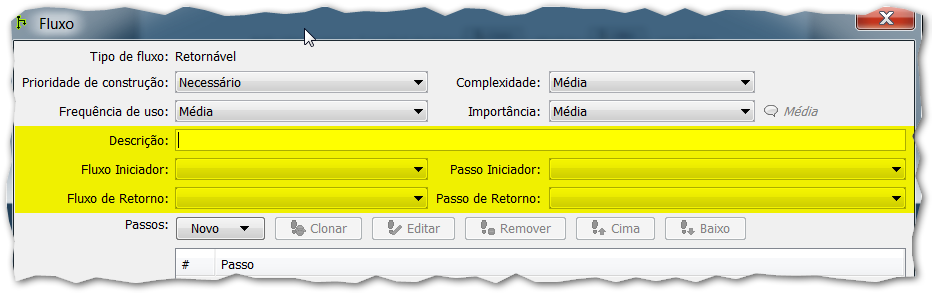 Fluxo
Tipo de fluxo: Retornável
Prioridade de construção: Necessário Complexidade: Média
Frequência de uso: Média Importância: Média Média
Descrição:
Fluxo Iniciador: Passo Iniciador:
Fluxo de Retorno: Passo de Retorno:
Passos: Novo Clonar Editar Remover Cima Baixo
# Passo